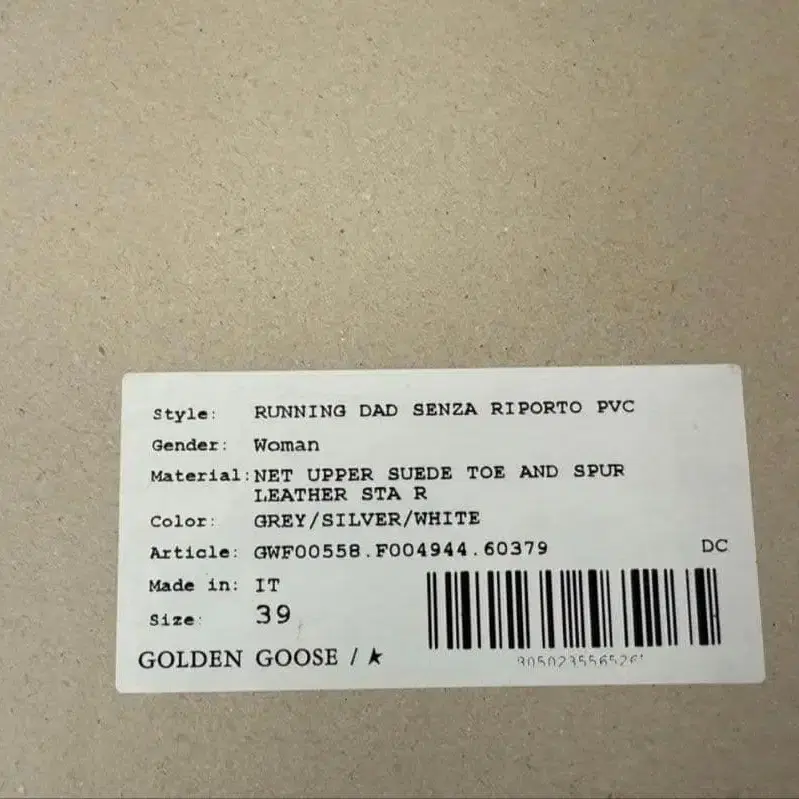 Style: RUNNING DAD SENZA RIPORTO PVC
Gender: Woman
Material: NET UPPER SUEDE TOE AND SPUR
LEATHER STA R
Color: GREY/SILVER/WHITE
Article: GWF00558.F004944.60379 DC
Made in: IT
Size: 39
GOLDEN GOOSE / ★